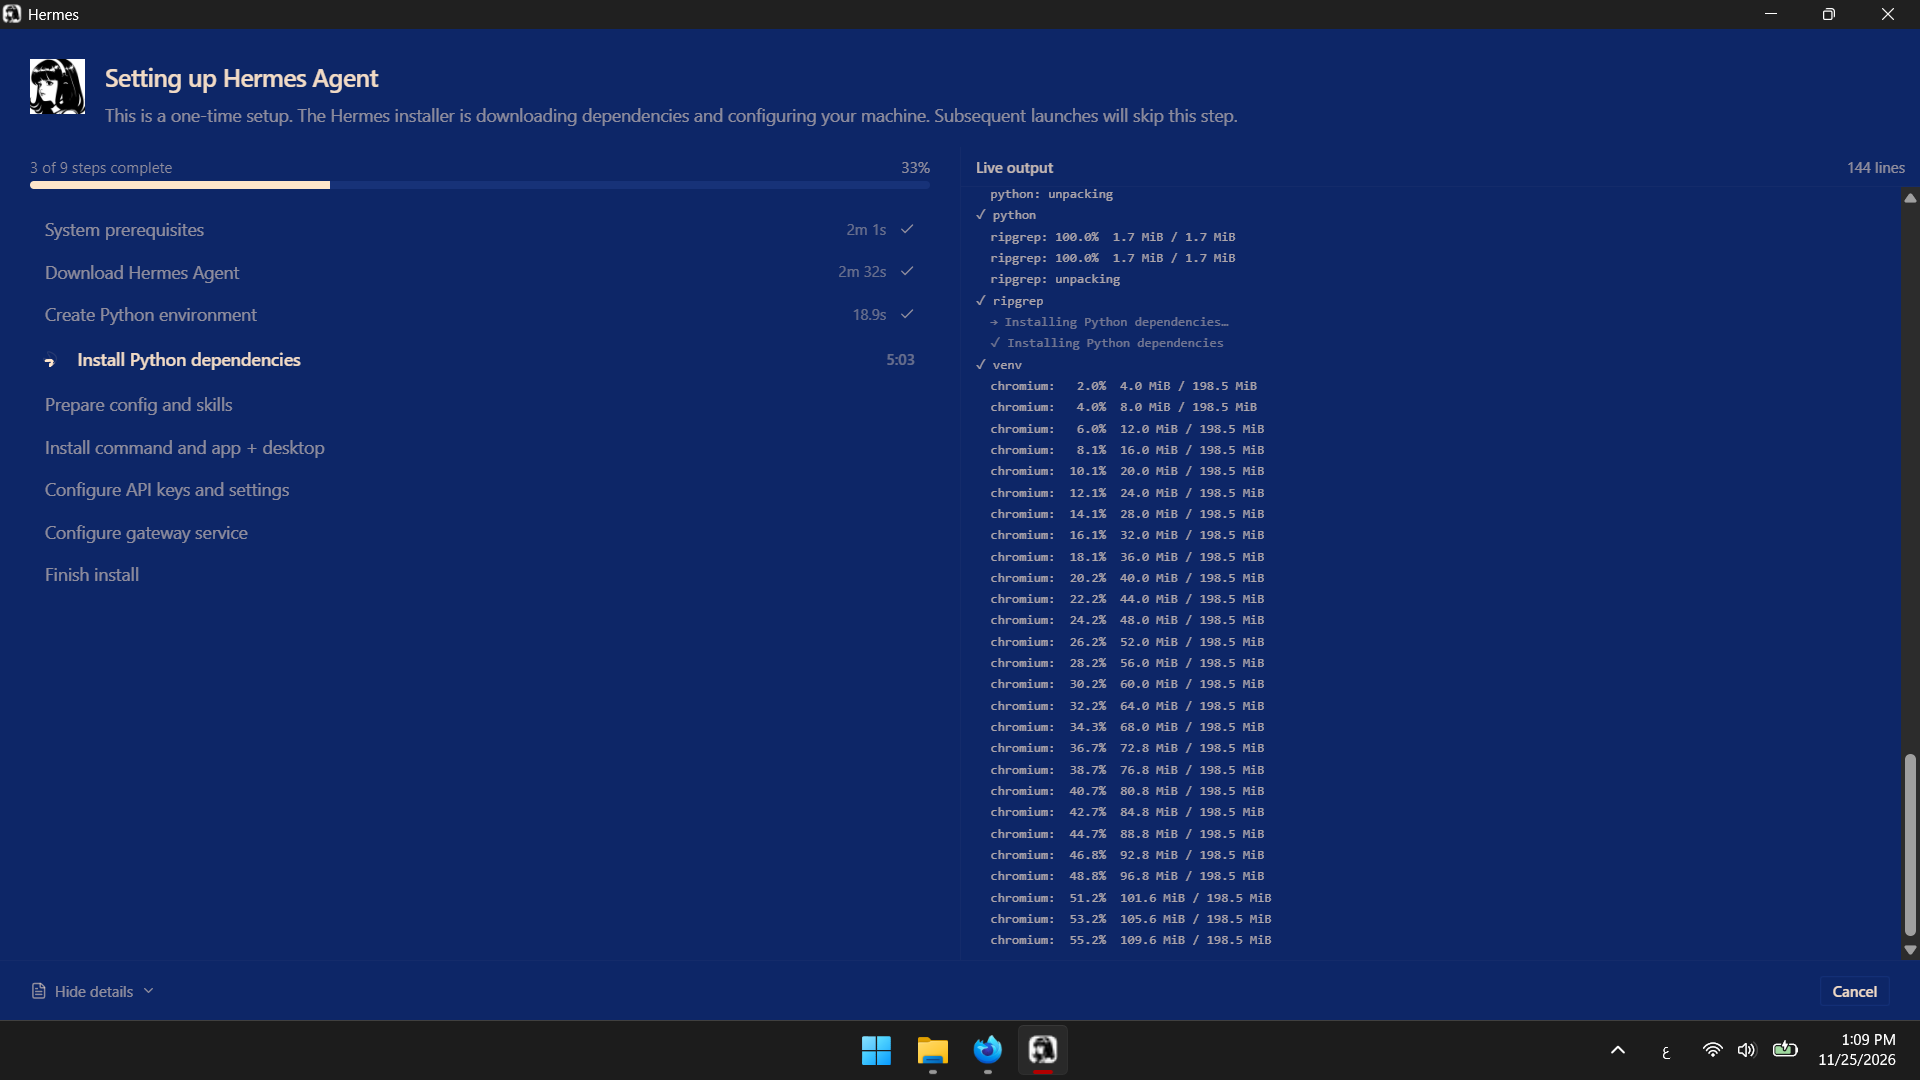 Hermes
Setting up Hermes Agent
This is a one-time setup. The Hermes installer is downloading dependencies and configuring your machine. Subsequent launches will skip this step.
3 of 9 steps complete 33%
System prerequisites 2m 1s ✓
Download Hermes Agent 2m 32s ✓
Create Python environment 18.9s ✓
Install Python dependencies 5:03
Prepare config and skills
Install command and app + desktop
Configure API keys and settings
Configure gateway service
Finish install
Live output 144 lines
python: unpacking
✓ python
ripgrep: 100.0% 1.7 MiB / 1.7 MiB
ripgrep: 100.0% 1.7 MiB / 1.7 MiB
ripgrep: unpacking
✓ ripgrep
→ Installing Python dependencies…
✓ Installing Python dependencies
✓ venv
chromium: 2.0% 4.0 MiB / 198.5 MiB
chromium: 4.0% 8.0 MiB / 198.5 MiB
chromium: 6.0% 12.0 MiB / 198.5 MiB
chromium: 8.1% 16.0 MiB / 198.5 MiB
chromium: 10.1% 20.0 MiB / 198.5 MiB
chromium: 12.1% 24.0 MiB / 198.5 MiB
chromium: 14.1% 28.0 MiB / 198.5 MiB
chromium: 16.1% 32.0 MiB / 198.5 MiB
chromium: 18.1% 36.0 MiB / 198.5 MiB
chromium: 20.2% 40.0 MiB / 198.5 MiB
chromium: 22.2% 44.0 MiB / 198.5 MiB
chromium: 24.2% 48.0 MiB / 198.5 MiB
chromium: 26.2% 52.0 MiB / 198.5 MiB
chromium: 28.2% 56.0 MiB / 198.5 MiB
chromium: 30.2% 60.0 MiB / 198.5 MiB
chromium: 32.2% 64.0 MiB / 198.5 MiB
chromium: 34.3% 68.0 MiB / 198.5 MiB
chromium: 36.7% 72.8 MiB / 198.5 MiB
chromium: 38.7% 76.8 MiB / 198.5 MiB
chromium: 40.7% 80.8 MiB / 198.5 MiB
chromium: 42.7% 84.8 MiB / 198.5 MiB
chromium: 44.7% 88.8 MiB / 198.5 MiB
chromium: 46.8% 92.8 MiB / 198.5 MiB
chromium: 48.8% 96.8 MiB / 198.5 MiB
chromium: 51.2% 101.6 MiB / 198.5 MiB
chromium: 53.2% 105.6 MiB / 198.5 MiB
chromium: 55.2% 109.6 MiB / 198.5 MiB
Hide details
Cancel
ع
1:09 PM
11/25/2026